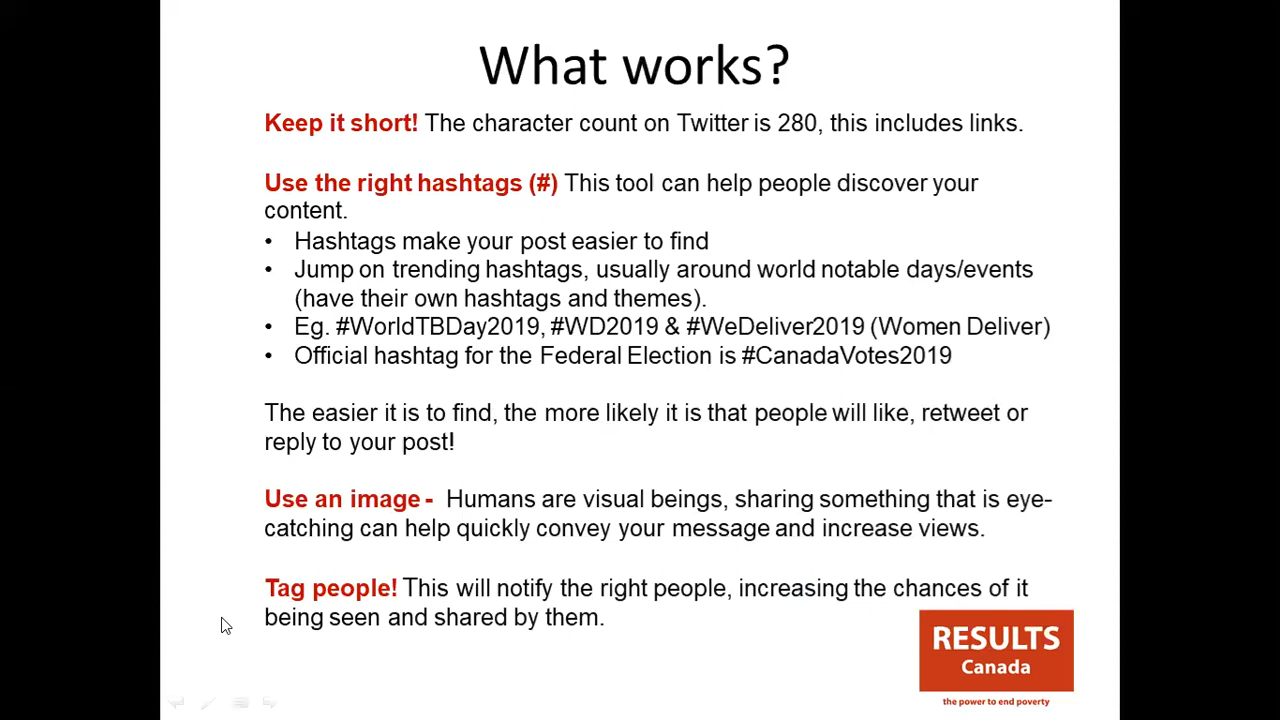 What works?
Keep it short! The character count on Twitter is 280, this includes links.
Use the right hashtags (#) This tool can help people discover your
content.
• Hashtags make your post easier to find
• Jump on trending hashtags, usually around world notable days/events
(have their own hashtags and themes).
• Eg. #WorldTBDay2019, #WD2019 & #WeDeliver2019 (Women Deliver)
• Official hashtag for the Federal Election is #CanadaVotes2019
The easier it is to find, the more likely it is that people will like, retweet or
reply to your post!
Use an image - Humans are visual beings, sharing something that is eye-
catching can help quickly convey your message and increase views.
Tag people! This will notify the right people, increasing the chances of it
being seen and shared by them.
RESULTS
Canada
the power to end poverty